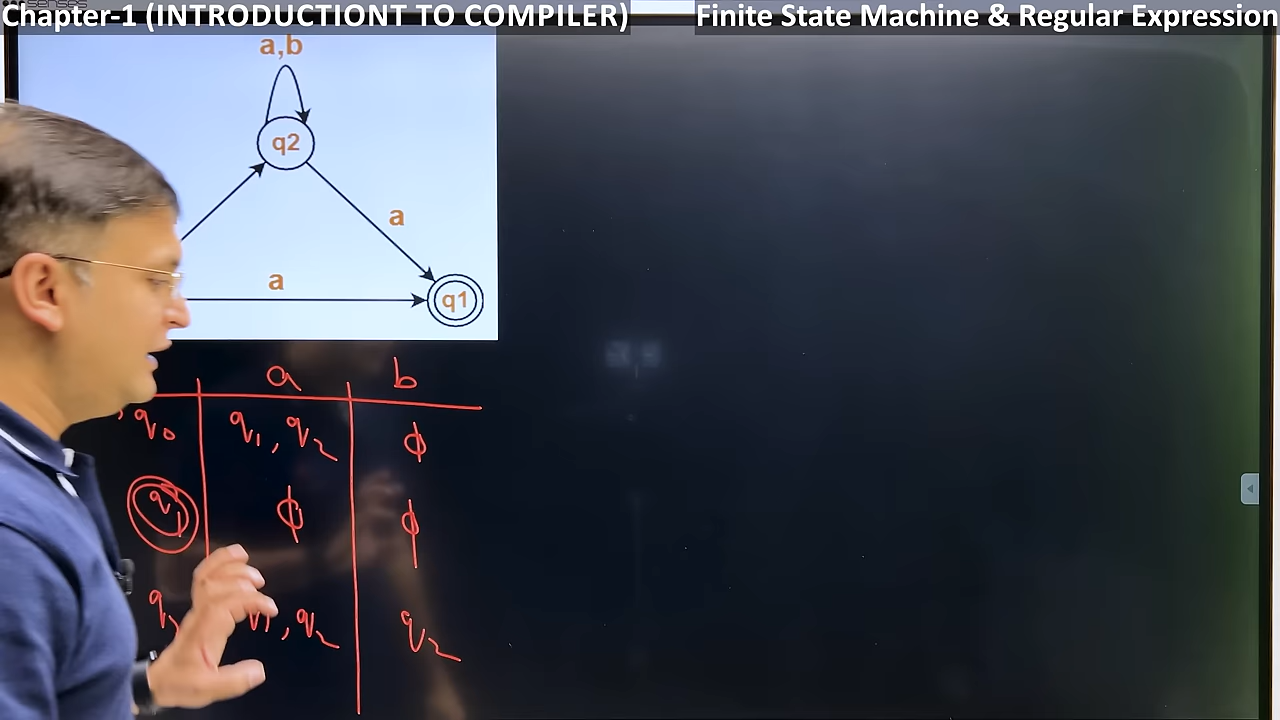 Chapter-1 (INTRODUCTIONT TO COMPILER)
Finite State Machine & Regular Expression
a,b
q2
a
a
q1
a b
q₀ q₁, q₂ ϕ
q₁ ϕ ϕ
q₂ q₁, q₂ q₂